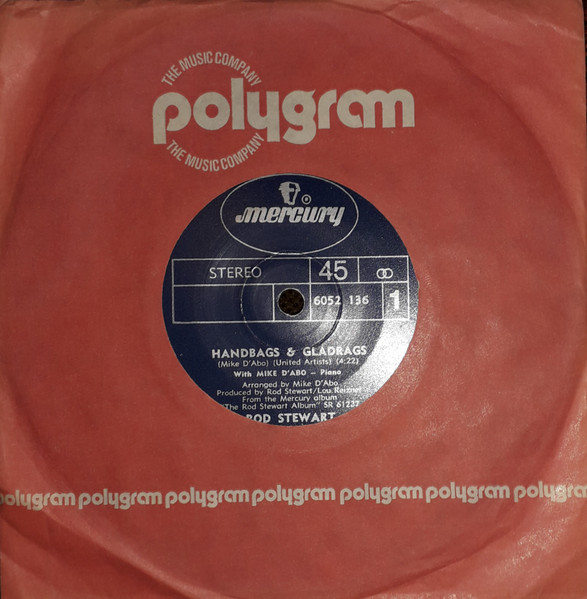 THE MUSIC COMPANY
polygram
THE MUSIC COMPANY
®
mercury
STEREO
45
6052 136
1
HANDBAGS & GLADRAGS
(Mike D'Abo) (United Artists) (4:22)
With MIKE D'ABO – Piano
Arranged by Mike D'Abo
Produced by Rod Stewart/Lou Reizner
From the Mercury album
"The Rod Stewart Album" SR 61237
ROD STEWART
polygram polygram polygram polygram polygram polygram polygra